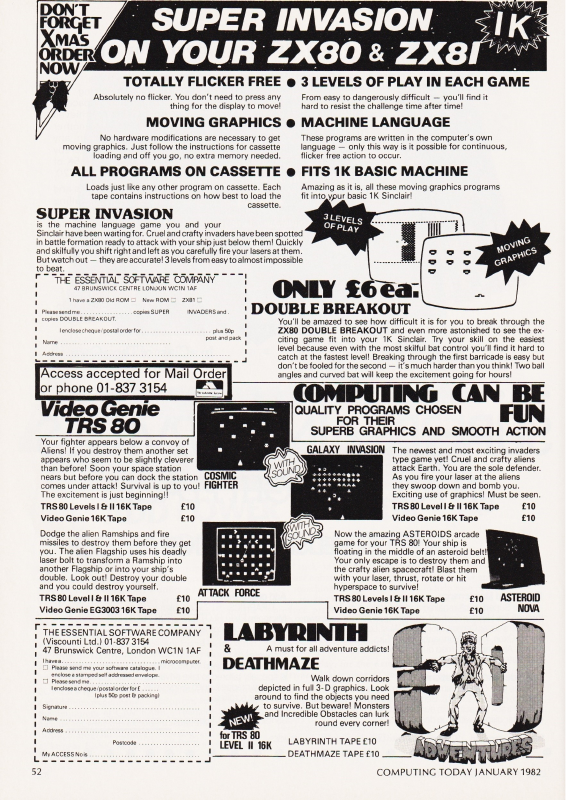 DON'T
FORGET
XMAS
ORDER
NOW
SUPER INVASION
ON YOUR ZX80 & ZX81
1K
TOTALLY FLICKER FREE ● 3 LEVELS OF PLAY IN EACH GAME
Absolutely no flicker. You don't need to press any
thing for the display to move!
From easy to dangerously difficult — you'll find it
hard to resist the challenge time after time!
MOVING GRAPHICS ● MACHINE LANGUAGE
No hardware modifications are necessary to get
moving graphics. Just follow the instructions for cassette
loading and off you go, no extra memory needed.
These programs are written in the computer's own
language — only this way is it possible for continuous,
flicker free action to occur.
ALL PROGRAMS ON CASSETTE ● FITS 1K BASIC MACHINE
Loads just like any other program on cassette. Each
tape contains instructions on how best to load the
cassette.
Amazing as it is, all these moving graphics programs
fit into your basic 1K Sinclair!
SUPER INVASION
is the machine language game you and your
Sinclair have been waiting for. Cruel and crafty invaders have been spotted
in battle formation ready to attack with your ship just below them! Quickly
and skilfully you shift right and left as you carefully fire your lasers at them.
But watch out — they are accurate! 3 levels from easy to almost impossible
to beat.
3 LEVELS
OF PLAY
MOVING
GRAPHICS
THE ESSENTIAL SOFTWARE COMPANY
47 BRUNSWICK CENTRE LONDON WC1N 1AF
I have a ZX80 Old ROM □ New ROM □ ZX81 □
Please send me . . . . . copies SUPER INVADERS and .
copies DOUBLE BREAKOUT.
I enclose cheque/postal order for . . . . . plus 50p
post and pack
Name
Address
ONLY £6 ea.
DOUBLE BREAKOUT
You'll be amazed to see how difficult it is for you to break through the
ZX80 DOUBLE BREAKOUT and even more astonished to see the ex-
citing game fit into your 1K Sinclair. Try your skill on the easiest
level because even with the most skilful bat control you'll find it hard to
catch at the fastest level! Breaking through the first barricade is easy but
don't be fooled for the second — it's much harder than you think! Two ball
angles and curved bat will keep the excitement going for hours!
Access accepted for Mail Order
or phone 01-837 3154
COMPUTING CAN BE
FUN
QUALITY PROGRAMS CHOSEN
FOR THEIR
SUPERB GRAPHICS AND SMOOTH ACTION
Video Genie
TRS 80
Your fighter appears below a convoy of
Aliens! If you destroy them another set
appears who seem to be slightly cleverer
than before! Soon your space station
nears but before you can dock the station
comes under attack! Survival is up to you!
The excitement is just beginning!!
TRS 80 Levels I & II 16K Tape £10
Video Genie 16K Tape £10
COSMIC
FIGHTER
WITH
SOUND
GALAXY INVASION
The newest and most exciting invaders
type game yet! Cruel and crafty aliens
attack Earth. You are the sole defender.
As you fire your laser at the aliens
they swoop down and bomb you.
Exciting use of graphics! Must be seen.
TRS 80 Levels I & II 16K Tape £10
Video Genie 16K Tape £10
Dodge the alien Ramships and fire
missiles to destroy them before they get
you. The alien Flagship uses his deadly
laser bolt to transform a Ramship into
another Flagship or into your ship's
double. Look out! Destroy your double
and you could destroy yourself.
TRS 80 Level I & II 16K Tape £10
Video Genie EG3003 16K Tape £10
WITH
SOUND
ATTACK FORCE
Now the amazing ASTEROIDS arcade
game for your TRS 80! Your ship is
floating in the middle of an asteroid belt!
Your only escape is to destroy them and
the crafty alien spacecraft! Blast them
with your laser, thrust, rotate or hit
hyperspace to survive!
TRS 80 Levels I & II 16K Tape £10
Video Genie 16K Tape £10
ASTEROID
NOVA
THE ESSENTIAL SOFTWARE COMPANY
(Viscounti Ltd.) 01-837 3154
47 Brunswick Centre, London WC1N 1AF
I have a . . . . . microcomputer.
□ Please send me your software catalogue. I
enclose a stamped self addressed envelope.
□ Please send me . . . . .
I enclose a cheque/postal order for £ . . . . .
(plus 50p post & packing)
Signature
Name
Address
Postcode
My ACCESS No is
LABYRINTH
&
DEATHMAZE
A must for all adventure addicts!
Walk down corridors
depicted in full 3-D graphics. Look
around to find the objects you need
to survive. But beware! Monsters
and Incredible Obstacles can lurk
round every corner!
NEW!
for TRS 80
LEVEL II 16K
LABYRINTH TAPE £10
DEATHMAZE TAPE £10
3D
ADVENTURES
52
COMPUTING TODAY JANUARY 1982